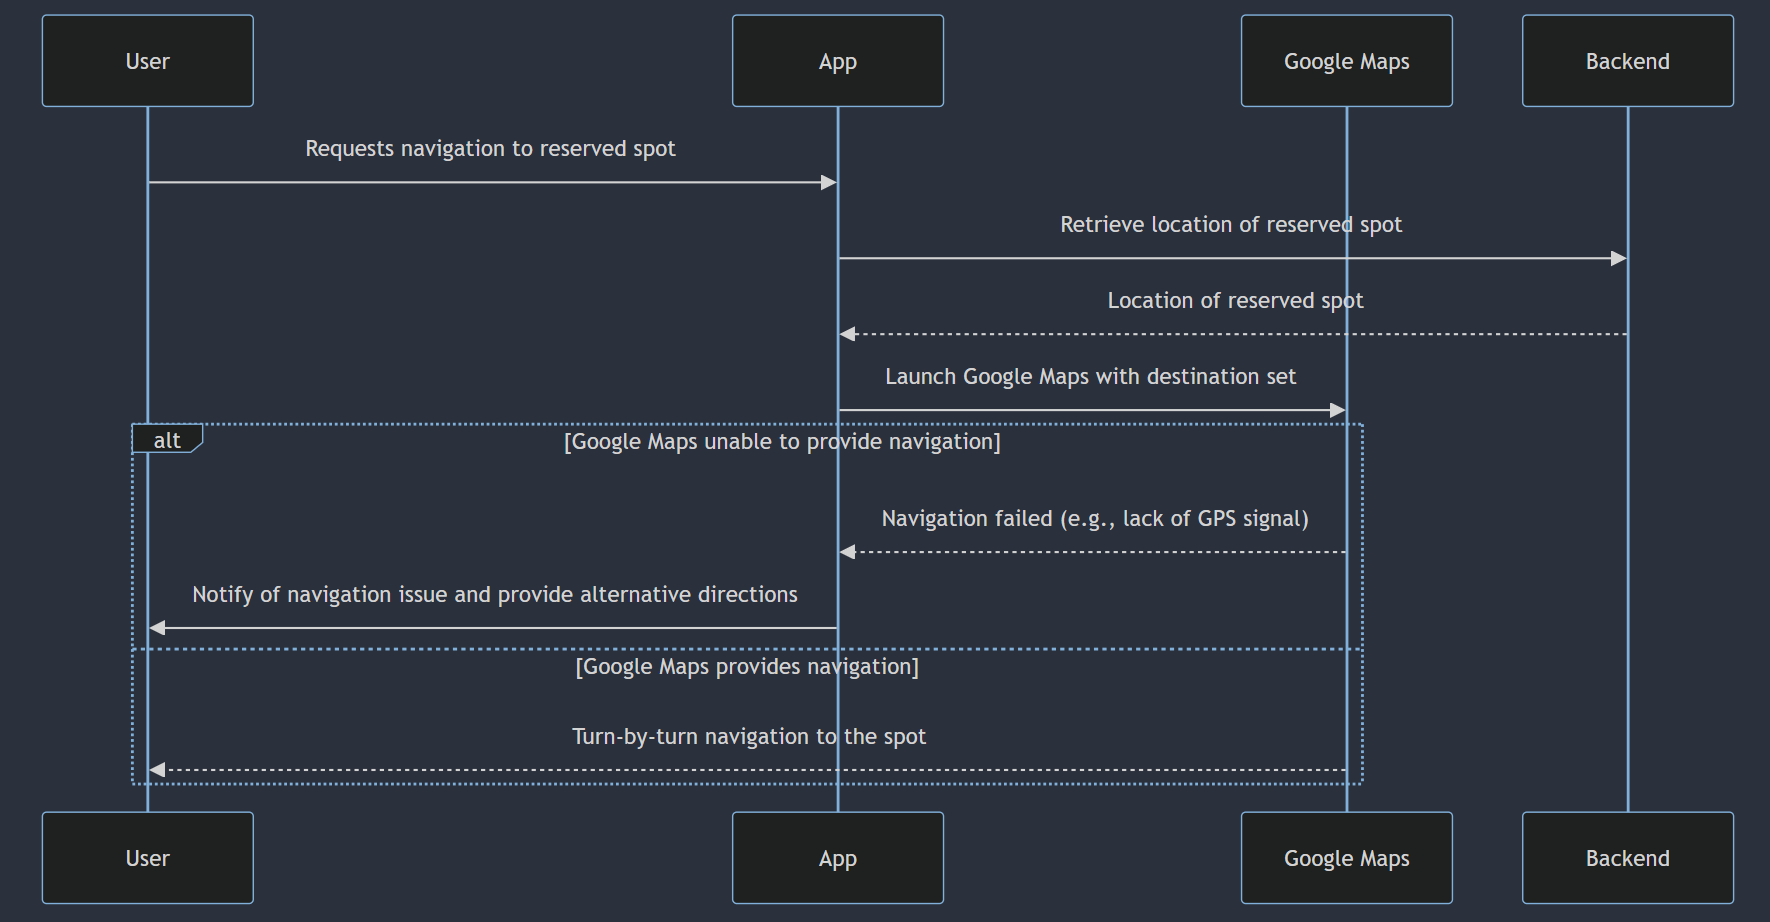 User
App
Google Maps
Backend
Requests navigation to reserved spot
Retrieve location of reserved spot
Location of reserved spot
Launch Google Maps with destination set
alt
[Google Maps unable to provide navigation]
Navigation failed (e.g., lack of GPS signal)
Notify of navigation issue and provide alternative directions
[Google Maps provides navigation]
Turn-by-turn navigation to the spot
User
App
Google Maps
Backend